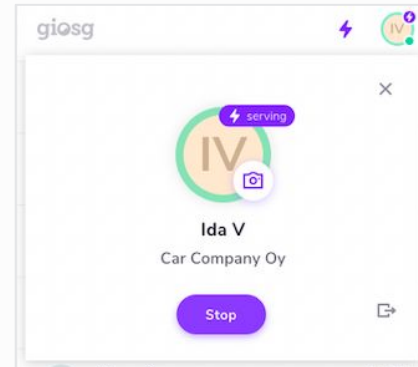 giosg
IV
serving
IV
Ida V
Car Company Oy
Stop